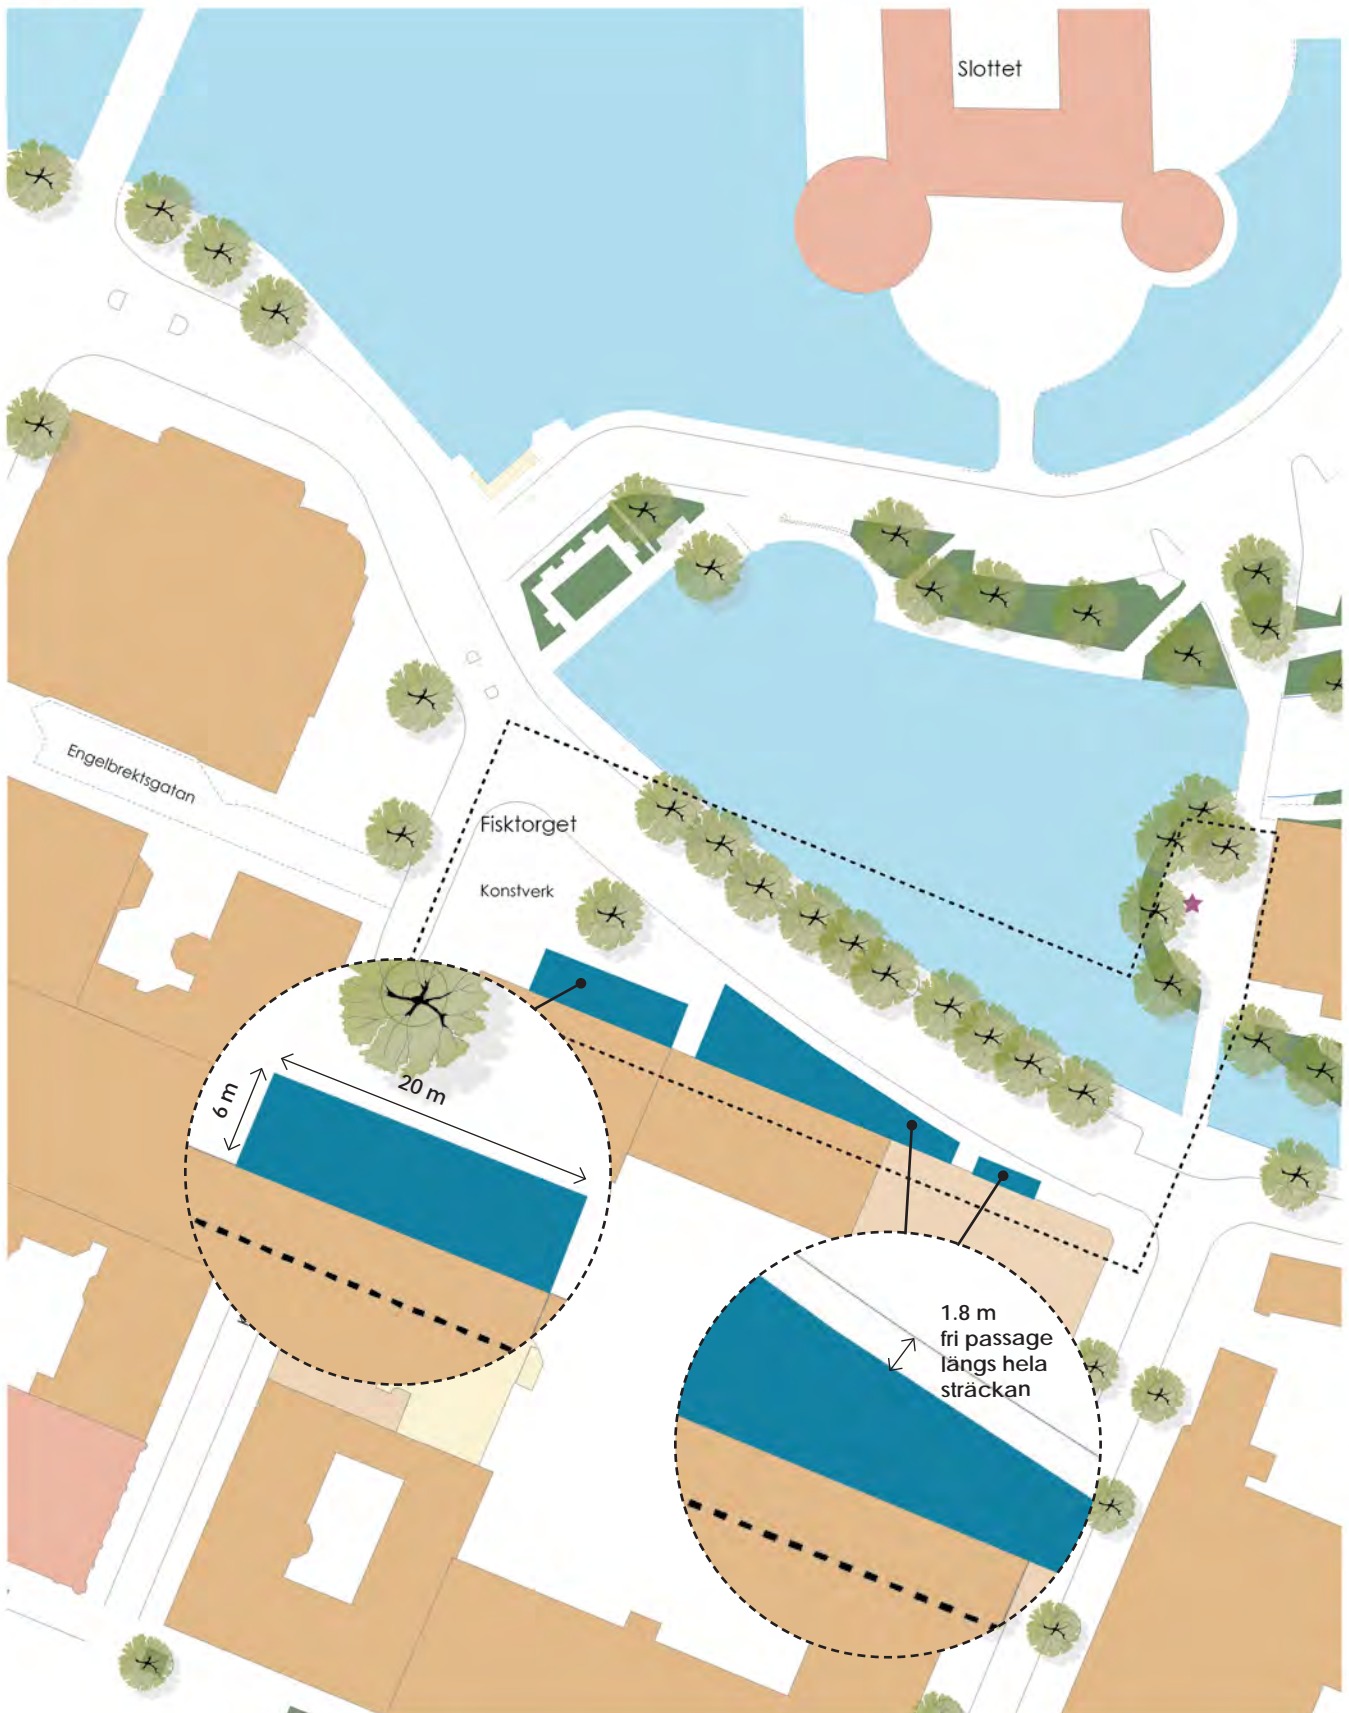 Slottet
Engelbrektsgatan
Fisktorget
Konstverk
20 m
6 m
1.8 m
fri passage
längs hela
sträckan